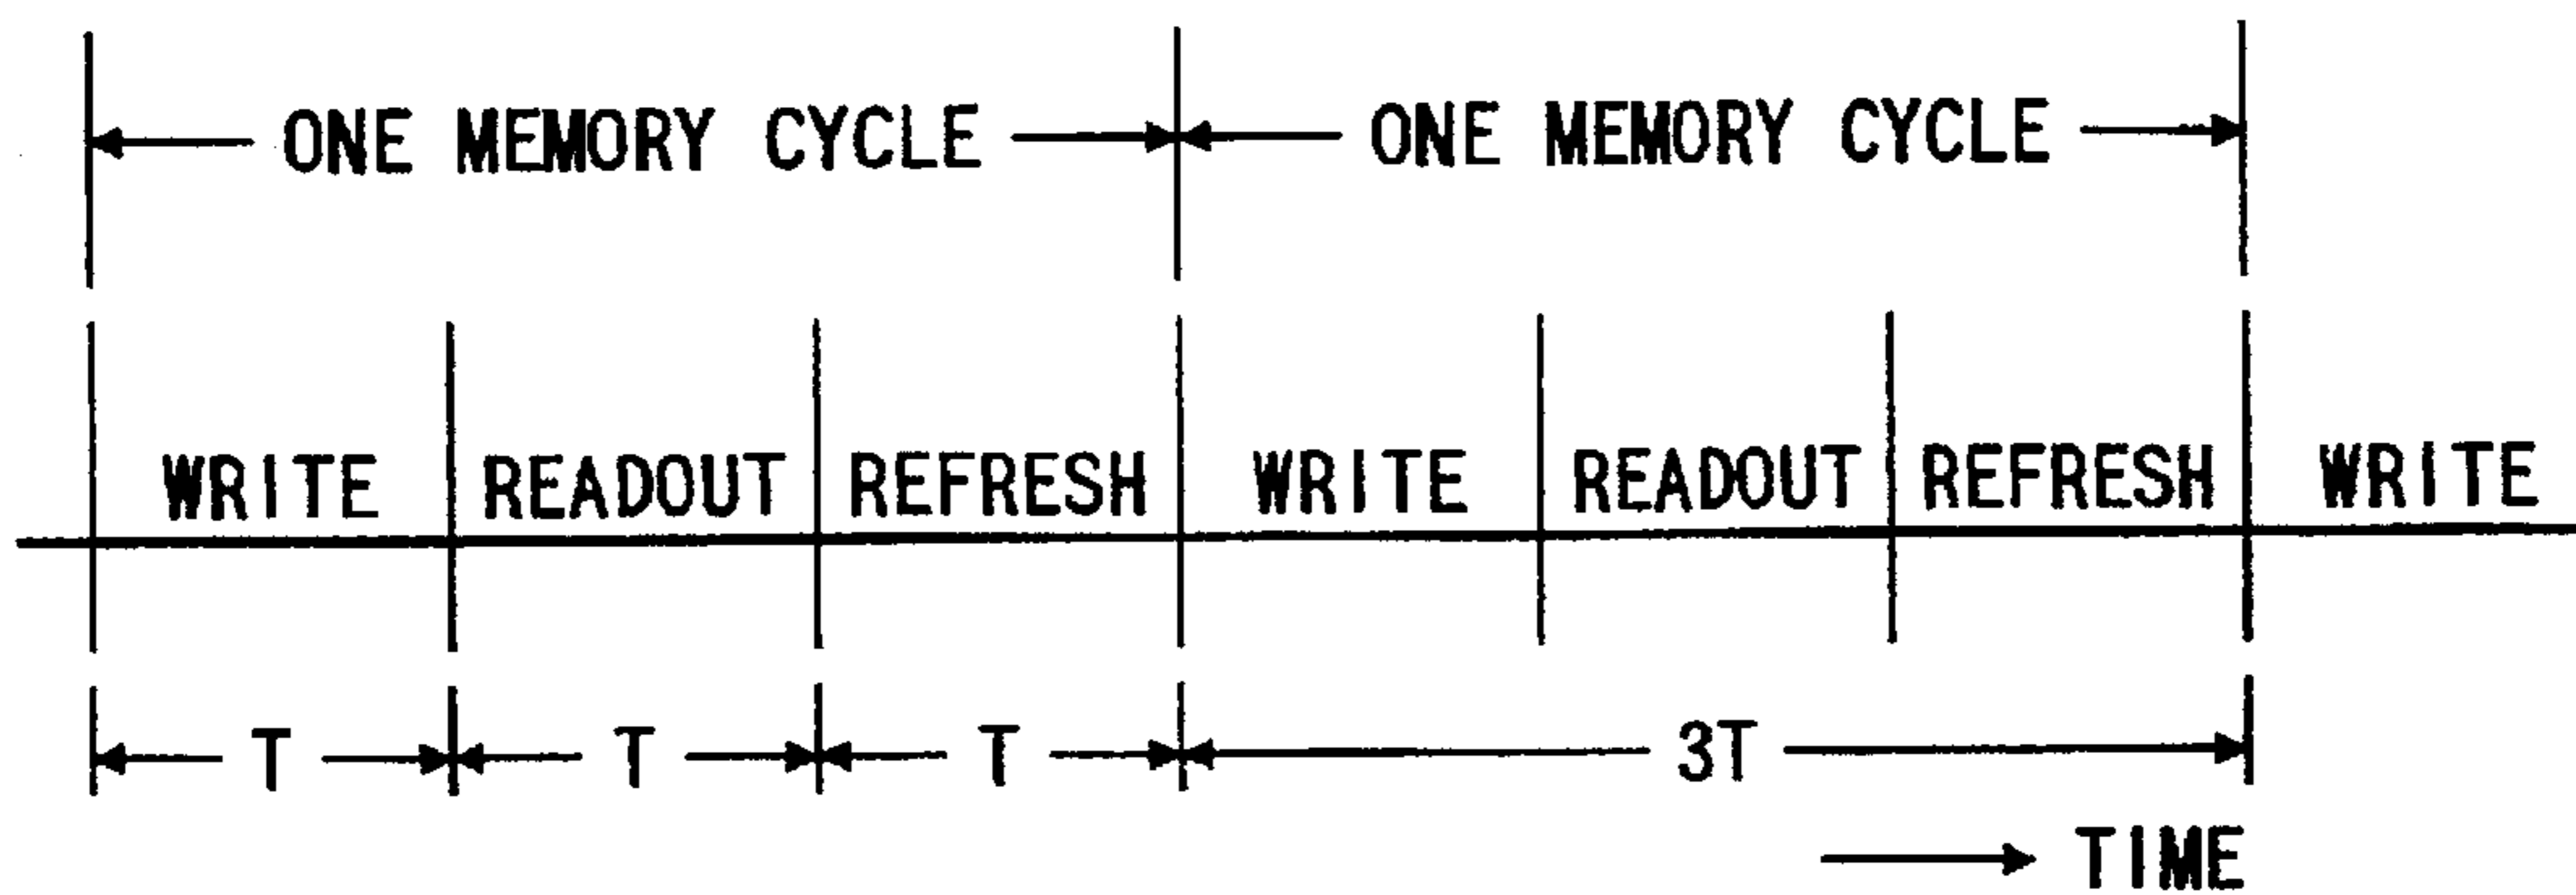 ONE MEMORY CYCLE ONE MEMORY CYCLE
WRITE READOUT REFRESH WRITE READOUT REFRESH WRITE
T T T 3T
TIME